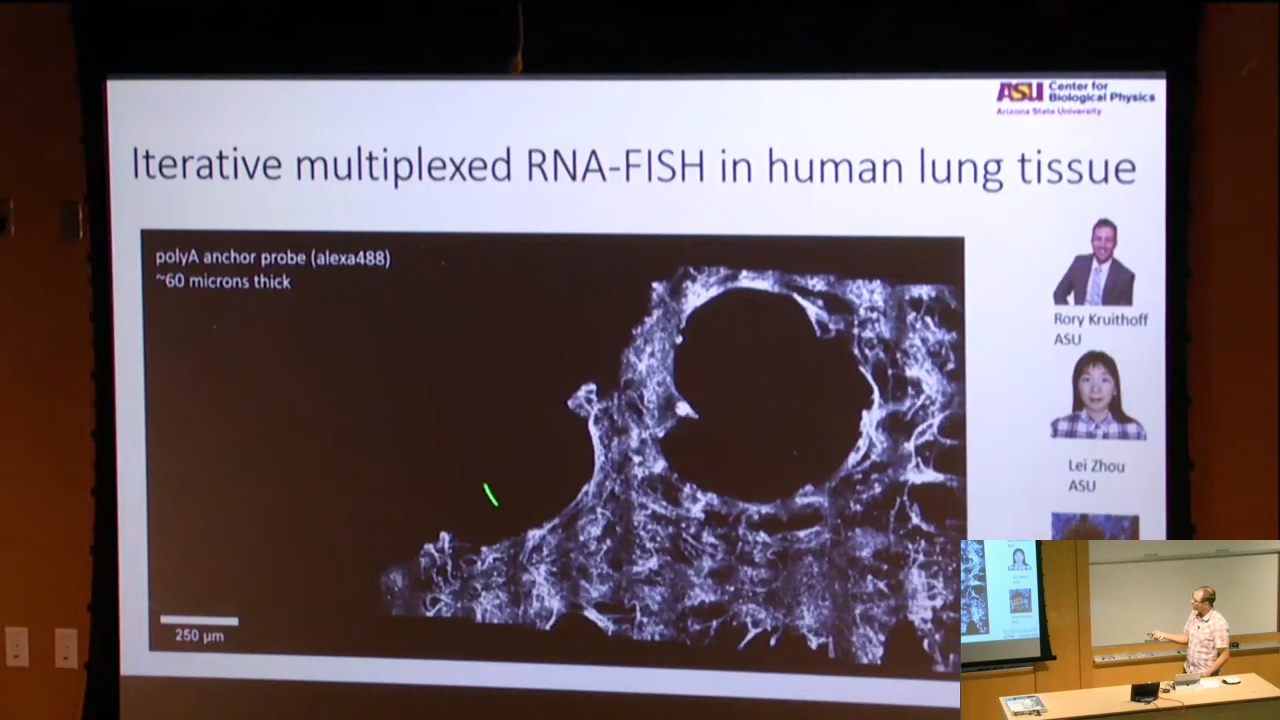 ASU Center for
Biological Physics
Arizona State University
Iterative multiplexed RNA-FISH in human lung tissue
polyA anchor probe (alexa488)
~60 microns thick
250 µm
Rory Kruithoff
ASU
Lei Zhou
ASU